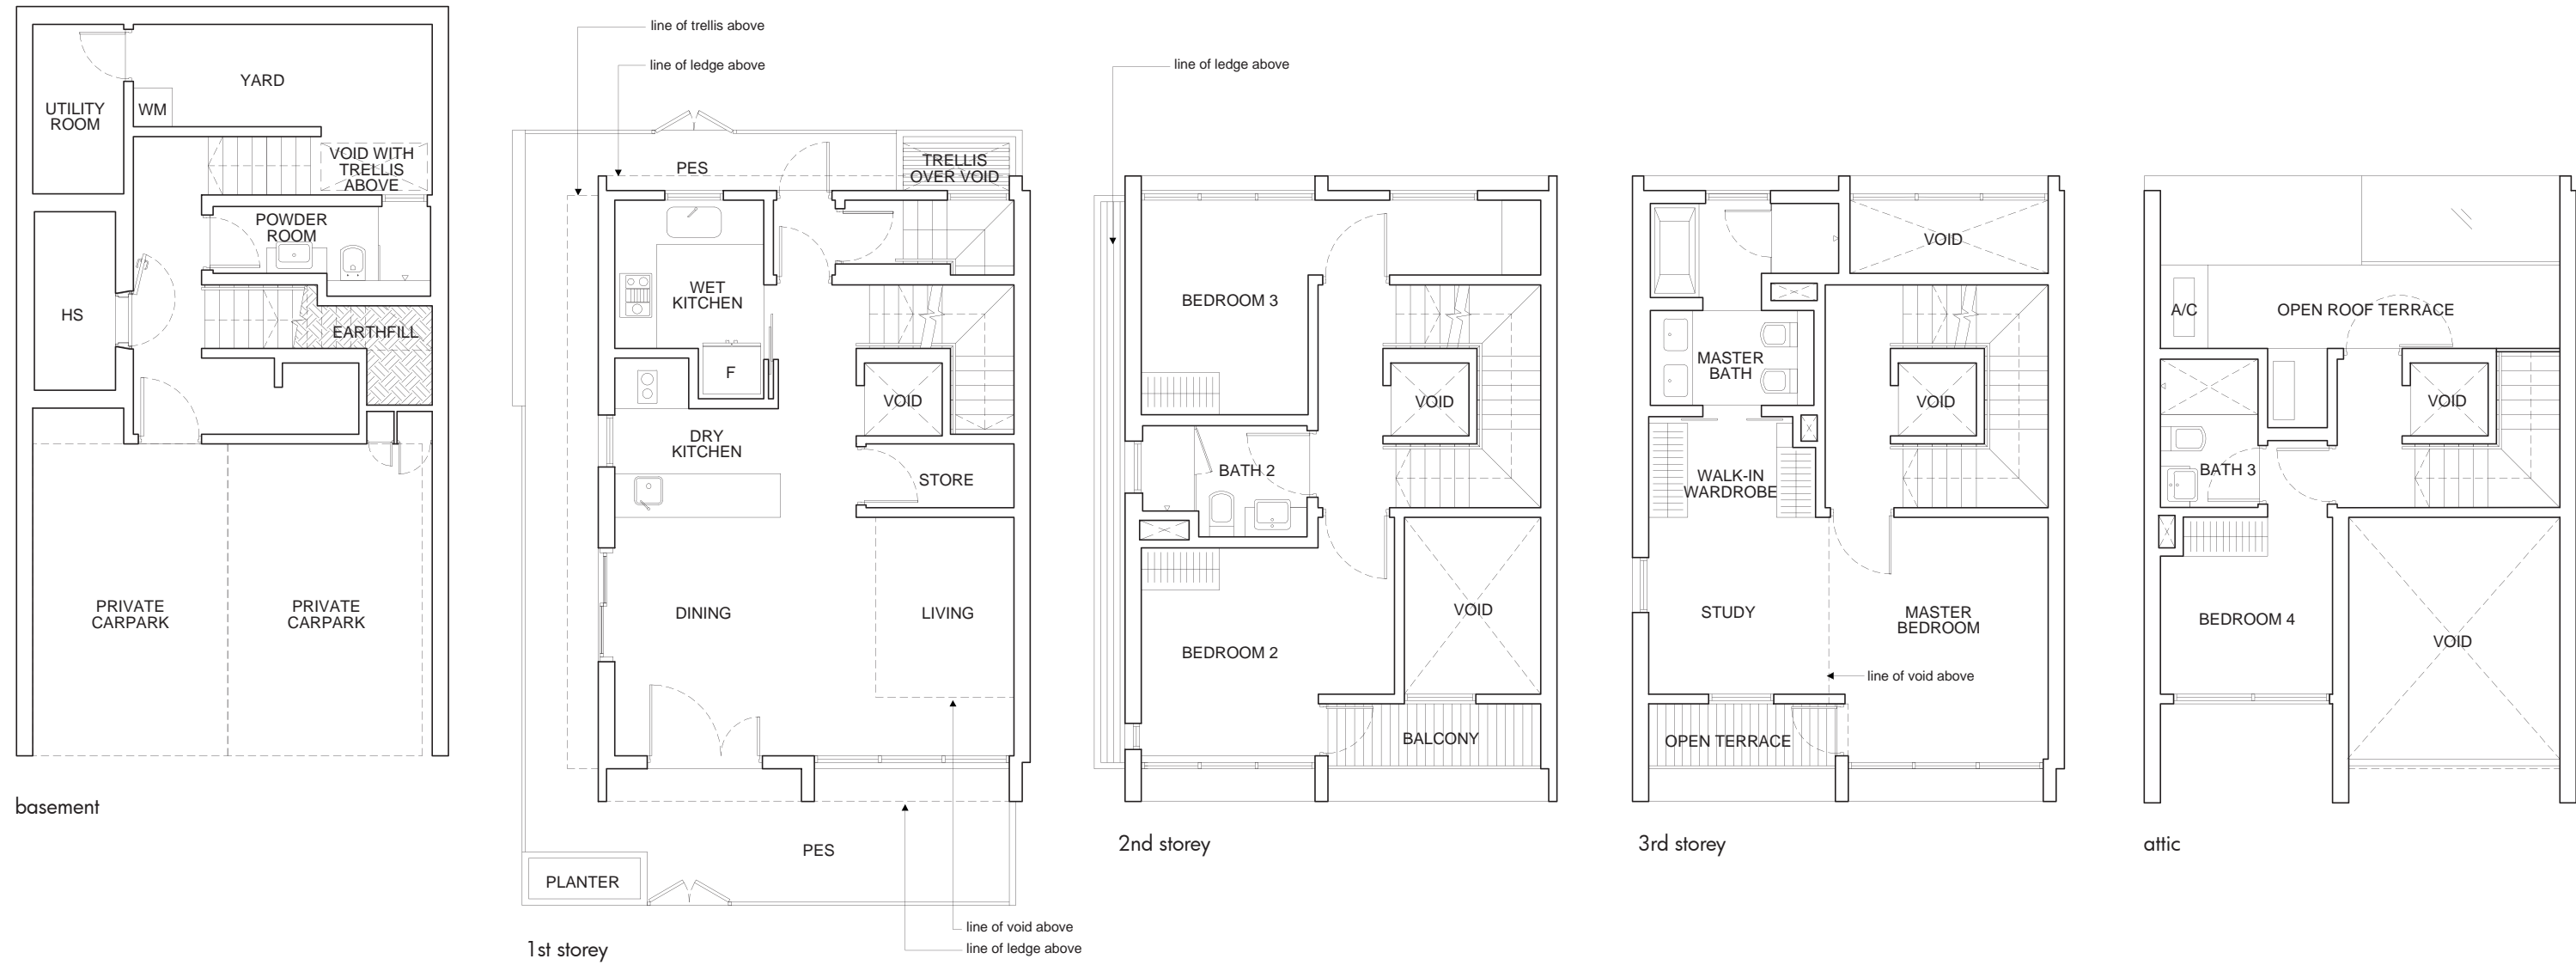 YARD
UTILITY
ROOM
WM
VOID WITH
TRELLIS
ABOVE
POWDER
ROOM
HS
EARTHFILL
PRIVATE
CARPARK
PRIVATE
CARPARK
basement
line of trellis above
line of ledge above
PES
TRELLIS
OVER VOID
WET
KITCHEN
F
VOID
DRY
KITCHEN
STORE
DINING
LIVING
PES
PLANTER
line of void above
line of ledge above
1st storey
line of ledge above
BEDROOM 3
VOID
BATH 2
VOID
BEDROOM 2
BALCONY
2nd storey
VOID
MASTER
BATH
VOID
WALK-IN
WARDROBE
STUDY
MASTER
BEDROOM
line of void above
OPEN TERRACE
3rd storey
A/C
OPEN ROOF TERRACE
VOID
BATH 3
BEDROOM 4
VOID
attic